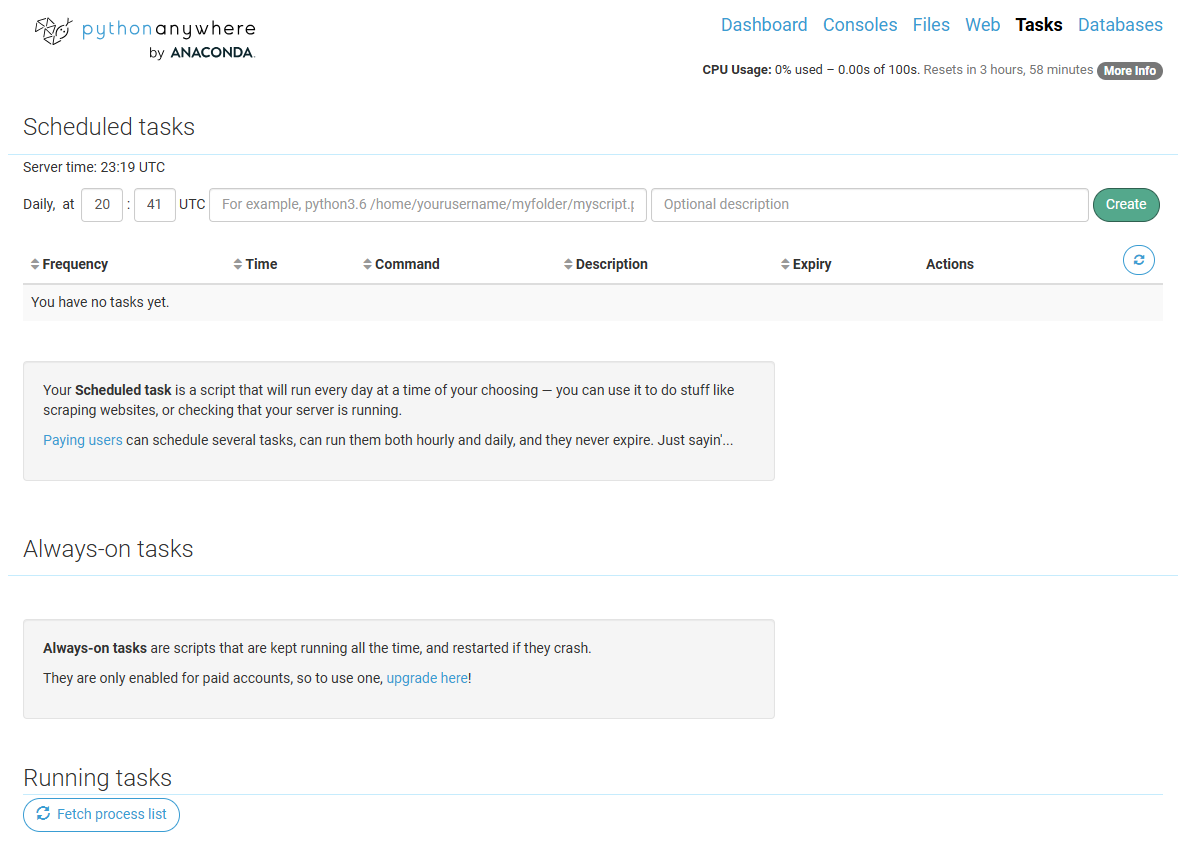 pythonanywhere
by ANACONDA.
Dashboard Consoles Files Web Tasks Databases
CPU Usage: 0% used – 0.00s of 100s. Resets in 3 hours, 58 minutes More Info
Scheduled tasks
Server time: 23:19 UTC
Daily, at 20 : 41 UTC For example, python3.6 /home/yourusername/myfolder/myscript.p Optional description Create
Frequency Time Command Description Expiry Actions
You have no tasks yet.
Your Scheduled task is a script that will run every day at a time of your choosing — you can use it to do stuff like
scraping websites, or checking that your server is running.
Paying users can schedule several tasks, can run them both hourly and daily, and they never expire. Just sayin'...
Always-on tasks
Always-on tasks are scripts that are kept running all the time, and restarted if they crash.
They are only enabled for paid accounts, so to use one, upgrade here!
Running tasks
Fetch process list